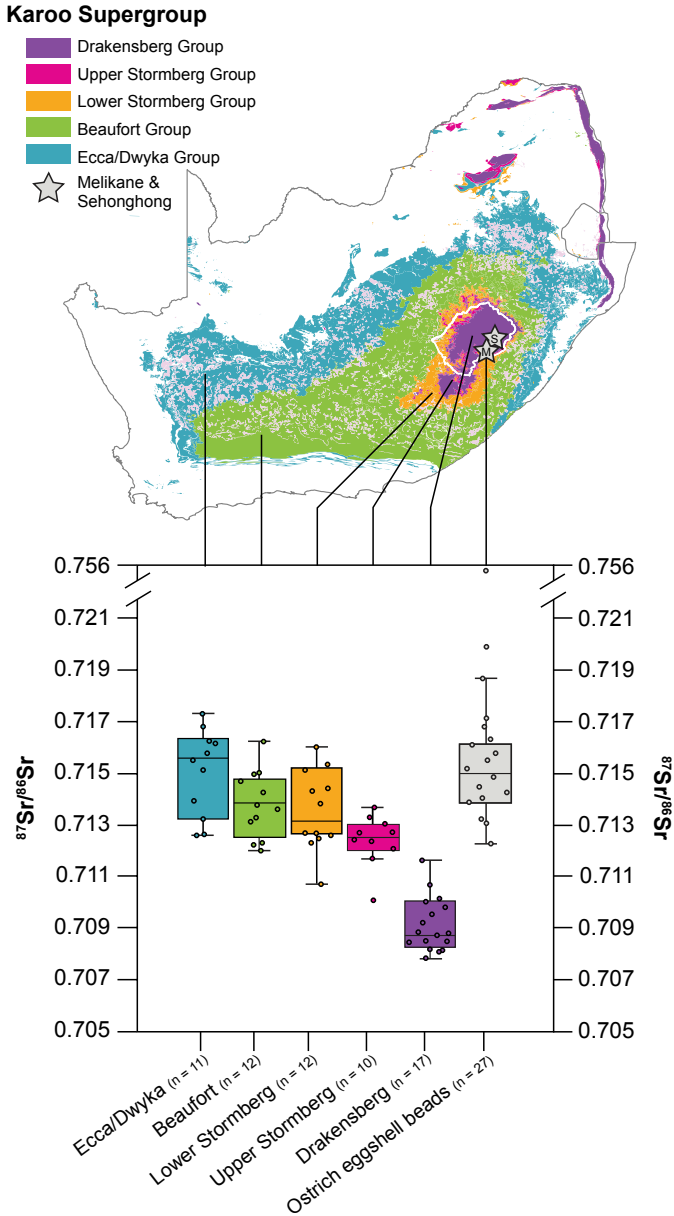 Karoo Supergroup
Drakensberg Group
Upper Stormberg Group
Lower Stormberg Group
Beaufort Group
Ecca/Dwyka Group
Melikane &
Sehonghong
S
M
0.756
0.756
0.721
0.721
0.719
0.719
0.717
0.717
0.715
0.715
0.713
0.713
0.711
0.711
0.709
0.709
0.707
0.707
0.705
0.705
⁸⁷Sr/⁸⁶Sr
⁸⁷Sr/⁸⁶Sr
Ecca/Dwyka (n = 11)
Beaufort (n = 12)
Lower Stormberg (n = 12)
Upper Stormberg (n = 10)
Drakensberg (n = 17)
Ostrich eggshell beads (n = 27)